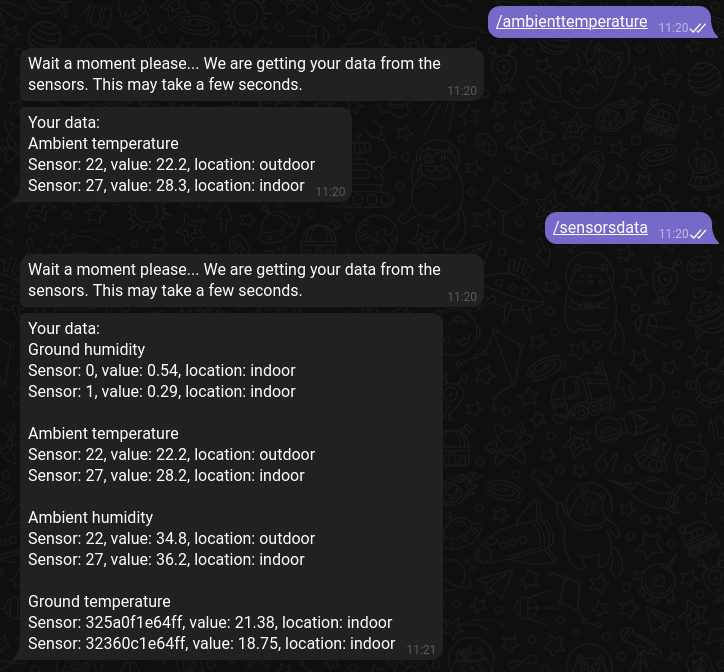 /ambienttemperature 11:20
Wait a moment please... We are getting your data from the
sensors. This may take a few seconds. 11:20
Your data:
Ambient temperature
Sensor: 22, value: 22.2, location: outdoor
Sensor: 27, value: 28.3, location: indoor 11:20
/sensorsdata 11:20
Wait a moment please... We are getting your data from the
sensors. This may take a few seconds. 11:20
Your data:
Ground humidity
Sensor: 0, value: 0.54, location: indoor
Sensor: 1, value: 0.29, location: indoor
Ambient temperature
Sensor: 22, value: 22.2, location: outdoor
Sensor: 27, value: 28.2, location: indoor
Ambient humidity
Sensor: 22, value: 34.8, location: outdoor
Sensor: 27, value: 36.2, location: indoor
Ground temperature
Sensor: 325a0f1e64ff, value: 21.38, location: indoor
Sensor: 32360c1e64ff, value: 18.75, location: indoor 11:21